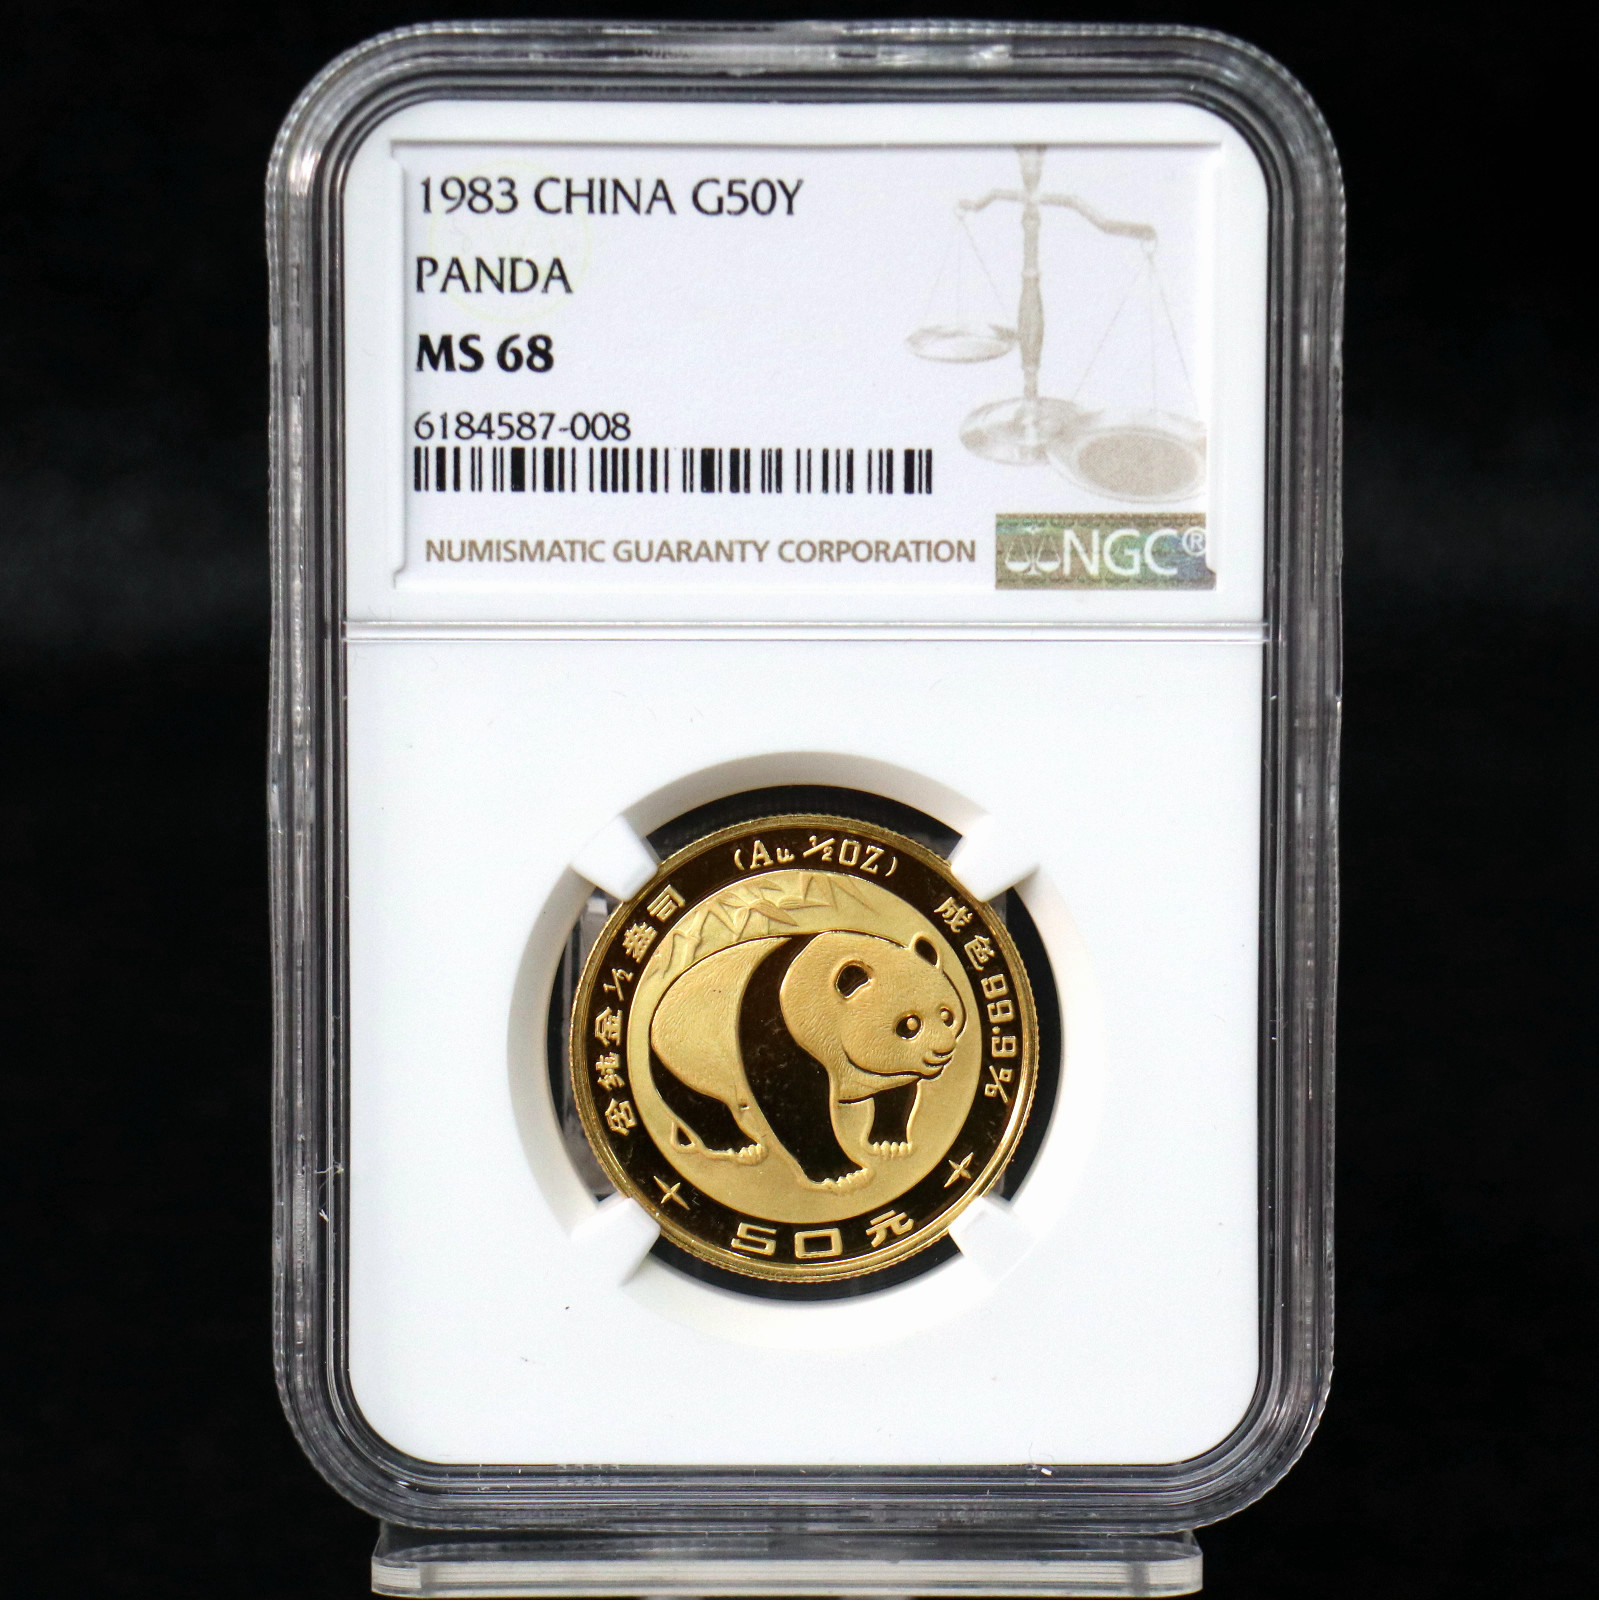 1983 CHINA G50Y
PANDA
MS 68
6184587-008
NUMISMATIC GUARANTY CORPORATION
NGC®
(Au ½OZ)
含纯金½盎司
成色99.9%
50元